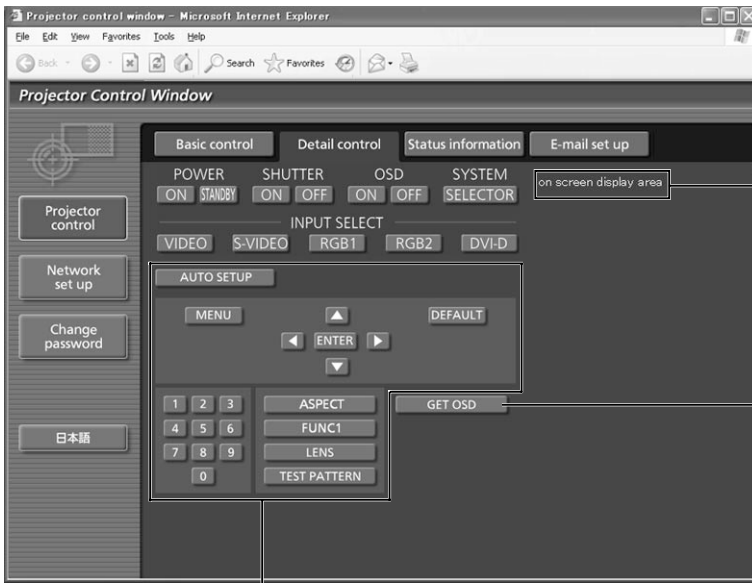 Projector control window - Microsoft Internet Explorer
File Edit View Favorites Tools Help
Back Search Favorites
Projector Control Window
Basic control Detail control Status information E-mail set up
POWER SHUTTER OSD SYSTEM
ON STANDBY ON OFF ON OFF SELECTOR
on screen display area
INPUT SELECT
VIDEO S-VIDEO RGB1 RGB2 DVI-D
Projector
control
Network
set up
Change
password
日本語
AUTO SETUP
MENU DEFAULT
ENTER
1 2 3 ASPECT GET OSD
4 5 6 FUNC1
7 8 9 LENS
0 TEST PATTERN